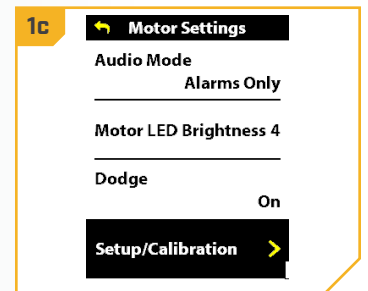 1c
Motor Settings
Audio Mode
Alarms Only
Motor LED Brightness 4
Dodge
On
Setup/Calibration